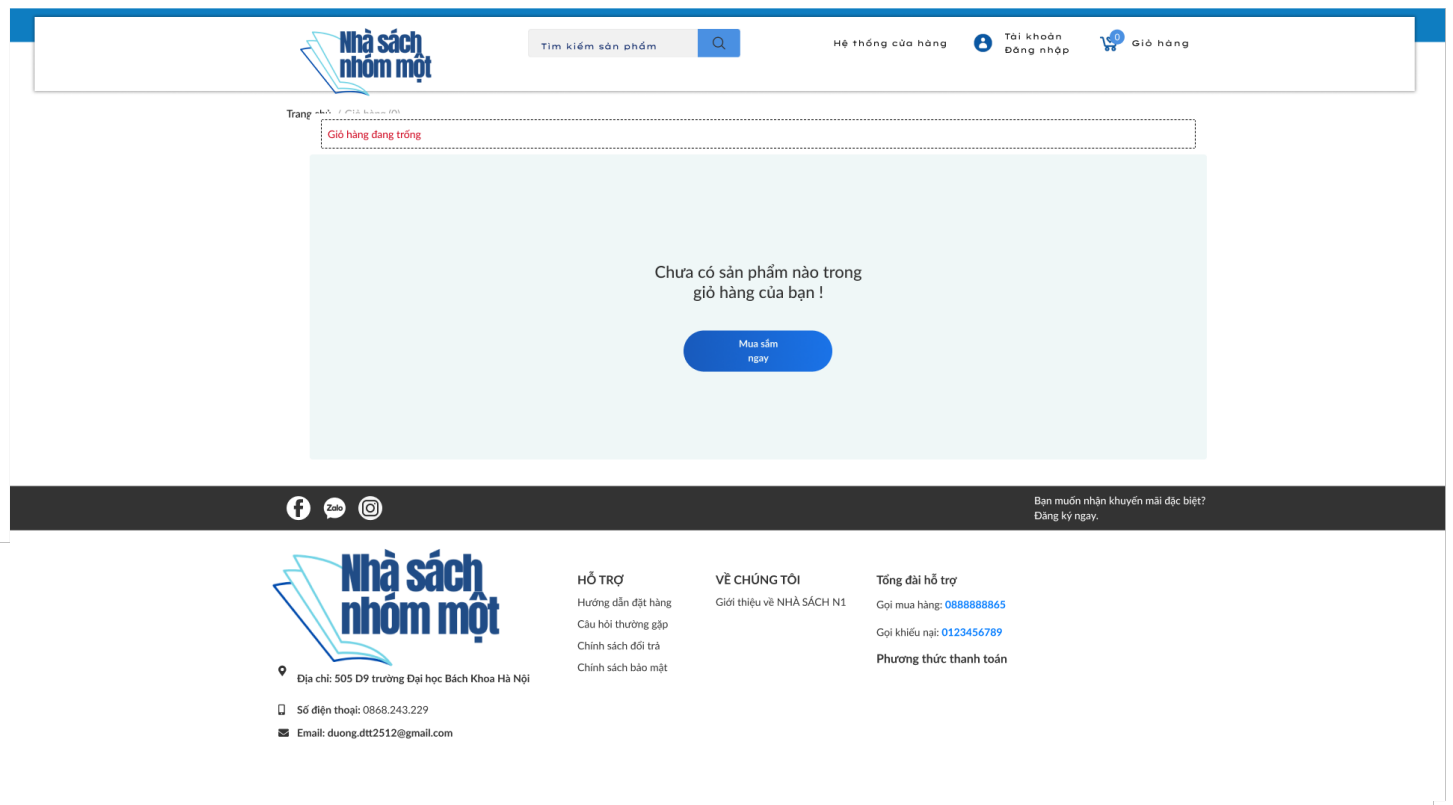 Nhà sách
nhóm một
Tìm kiếm sản phẩm
Hệ thống cửa hàng
Tài khoản
Đăng nhập
0
Giỏ hàng
Trang chủ / Giỏ hàng (0)
Giỏ hàng đang trống
Chưa có sản phẩm nào trong
giỏ hàng của bạn !
Mua sắm
ngay
Zalo
Bạn muốn nhận khuyến mãi đặc biệt?
Đăng ký ngay.
Nhà sách
nhóm một
Địa chỉ: 505 D9 trường Đại học Bách Khoa Hà Nội
Số điện thoại: 0868.243.229
Email: duong.dtt2512@gmail.com
HỖ TRỢ
Hướng dẫn đặt hàng
Câu hỏi thường gặp
Chính sách đổi trả
Chính sách bảo mật
VỀ CHÚNG TÔI
Giới thiệu về NHÀ SÁCH N1
Tổng đài hỗ trợ
Gọi mua hàng: 0888888865
Gọi khiếu nại: 0123456789
Phương thức thanh toán